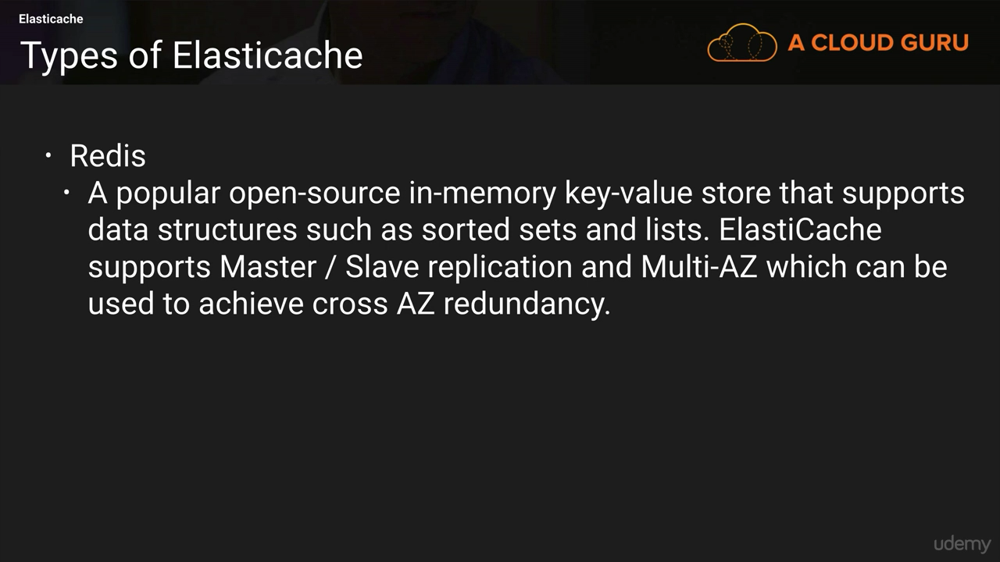 Elasticache
Types of Elasticache
A CLOUD GURU
• Redis
• A popular open-source in-memory key-value store that supports
data structures such as sorted sets and lists. ElastiCache
supports Master / Slave replication and Multi-AZ which can be
used to achieve cross AZ redundancy.
udemy